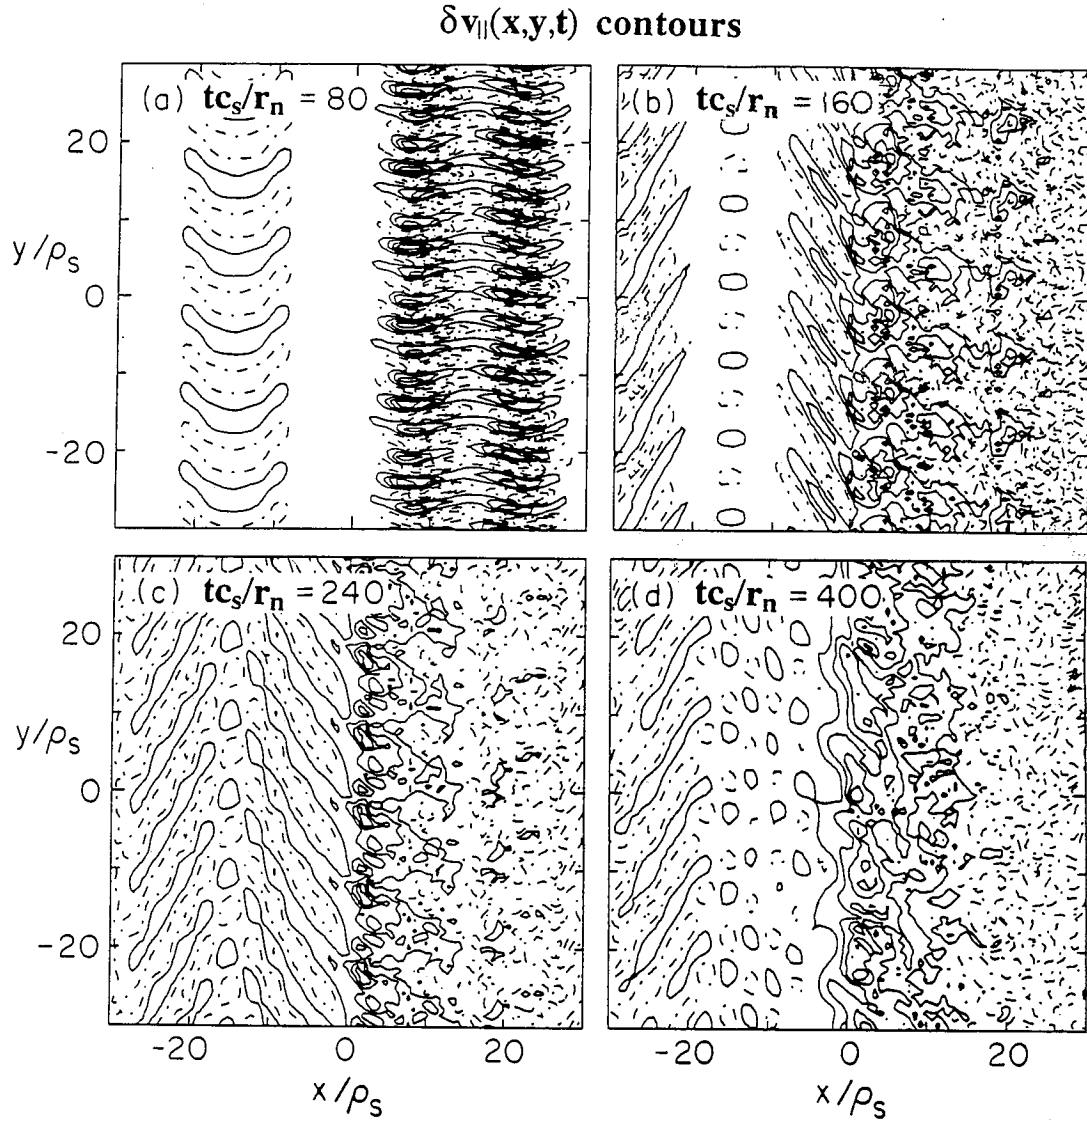 δv||(x,y,t) contours
(a) tcs/rn = 80
(b) tcs/rn = 160
20
y/ρs
0
-20
(c) tcs/rn = 240
(d) tcs/rn = 400
20
y/ρs
0
-20
-20 0 20
-20 0 20
x/ρs
x/ρs